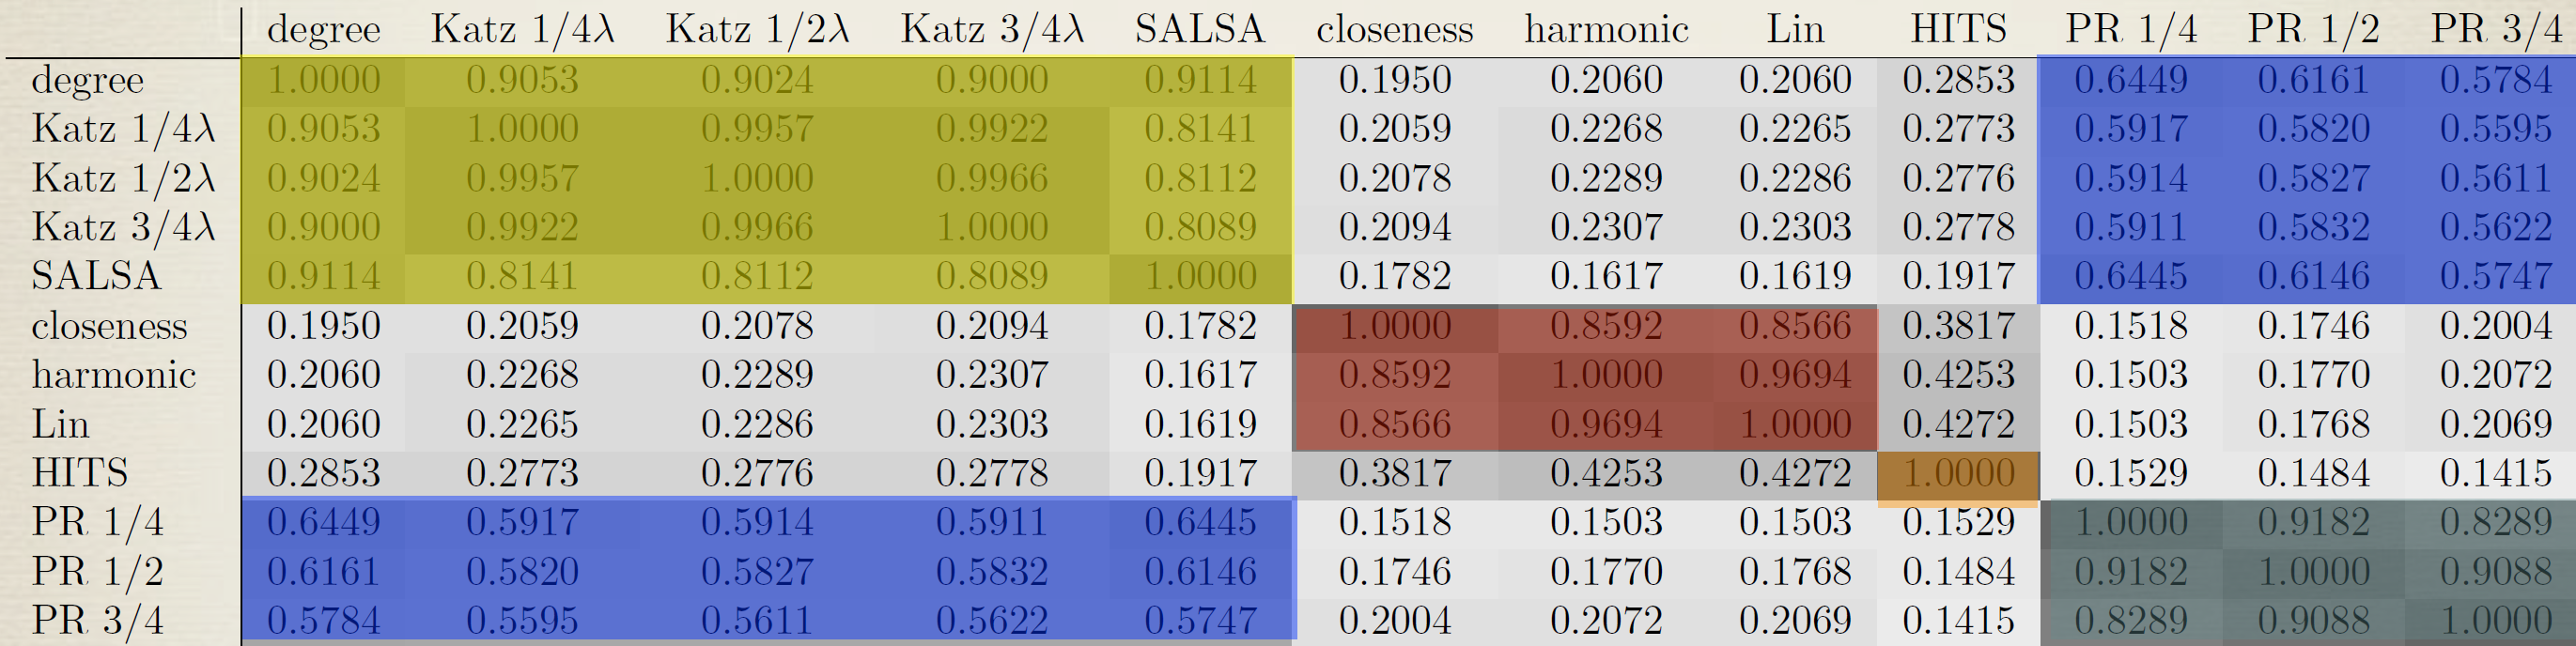 degree Katz 1/4λ Katz 1/2λ Katz 3/4λ SALSA closeness harmonic Lin HITS PR 1/4 PR 1/2 PR 3/4
degree 1.0000 0.9053 0.9024 0.9000 0.9114 0.1950 0.2060 0.2060 0.2853 0.6449 0.6161 0.5784
Katz 1/4λ 0.9053 1.0000 0.9957 0.9922 0.8141 0.2059 0.2268 0.2265 0.2773 0.5917 0.5820 0.5595
Katz 1/2λ 0.9024 0.9957 1.0000 0.9966 0.8112 0.2078 0.2289 0.2286 0.2776 0.5914 0.5827 0.5611
Katz 3/4λ 0.9000 0.9922 0.9966 1.0000 0.8089 0.2094 0.2307 0.2303 0.2778 0.5911 0.5832 0.5622
SALSA 0.9114 0.8141 0.8112 0.8089 1.0000 0.1782 0.1617 0.1619 0.1917 0.6445 0.6146 0.5747
closeness 0.1950 0.2059 0.2078 0.2094 0.1782 1.0000 0.8592 0.8566 0.3817 0.1518 0.1746 0.2004
harmonic 0.2060 0.2268 0.2289 0.2307 0.1617 0.8592 1.0000 0.9694 0.4253 0.1503 0.1770 0.2072
Lin 0.2060 0.2265 0.2286 0.2303 0.1619 0.8566 0.9694 1.0000 0.4272 0.1503 0.1768 0.2069
HITS 0.2853 0.2773 0.2776 0.2778 0.1917 0.3817 0.4253 0.4272 1.0000 0.1529 0.1484 0.1415
PR 1/4 0.6449 0.5917 0.5914 0.5911 0.6445 0.1518 0.1503 0.1503 0.1529 1.0000 0.9182 0.8289
PR 1/2 0.6161 0.5820 0.5827 0.5832 0.6146 0.1746 0.1770 0.1768 0.1484 0.9182 1.0000 0.9088
PR 3/4 0.5784 0.5595 0.5611 0.5622 0.5747 0.2004 0.2072 0.2069 0.1415 0.8289 0.9088 1.0000